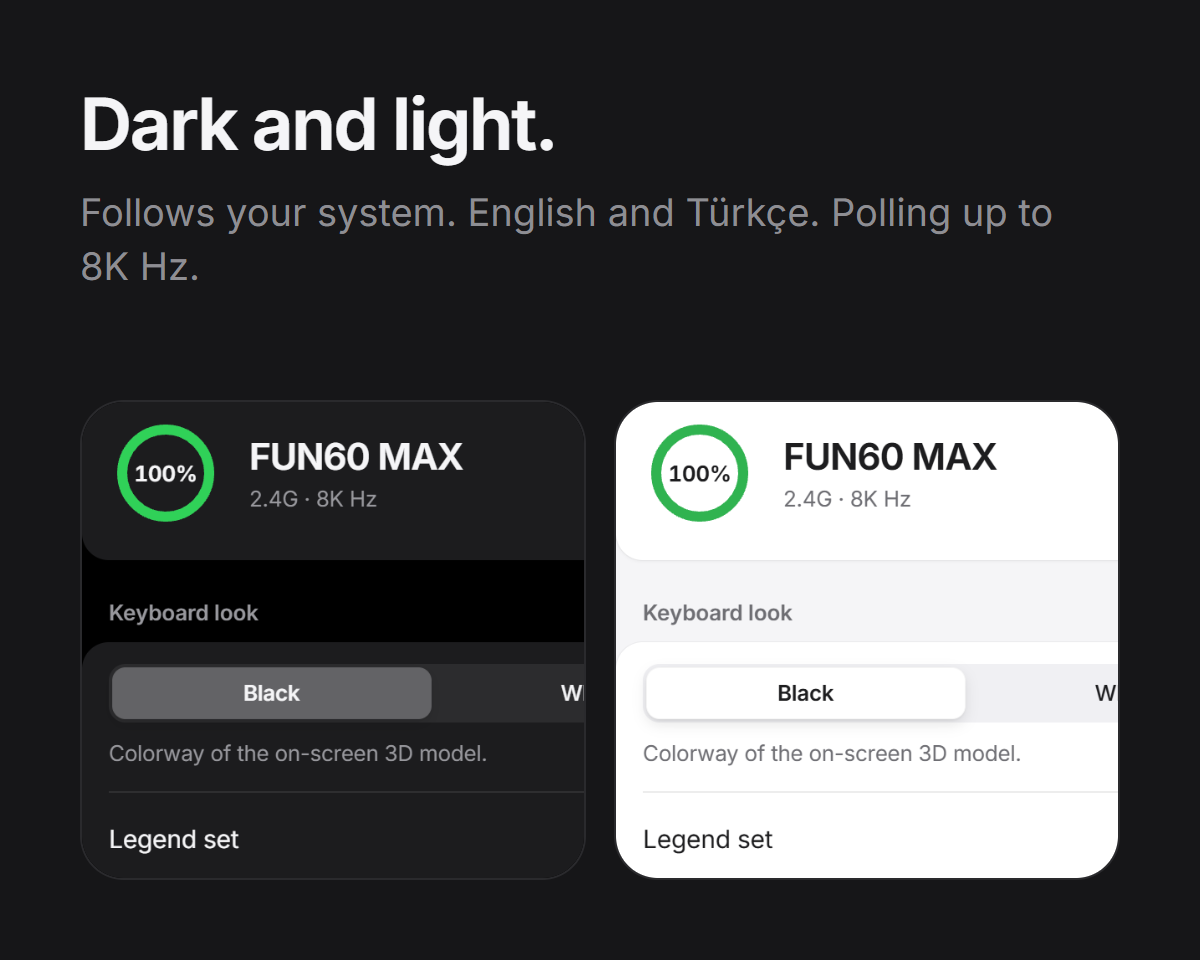 Dark and light.
Follows your system. English and Türkçe. Polling up to
8K Hz.
100%
FUN60 MAX
2.4G · 8K Hz
Keyboard look
Black
Colorway of the on-screen 3D model.
Legend set
100%
FUN60 MAX
2.4G · 8K Hz
Keyboard look
Black
W
Colorway of the on-screen 3D model.
Legend set